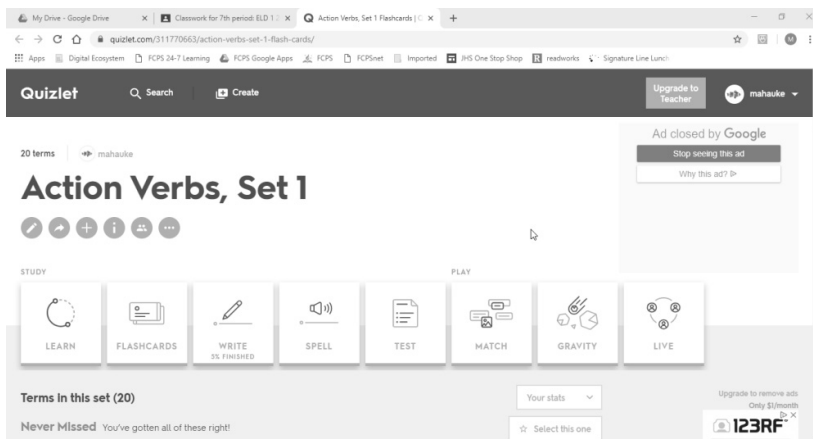 My Drive - Google Drive
Classwork for 7th period: ELD 1 /
Action Verbs, Set 1 Flashcards | C
quizlet.com/311770663/action-verbs-set-1-flash-cards/
M
Apps Digital Ecosystem FCPS 24-7 Learning FCPS Google Apps FCPS FCPSnet Imported JHS One Stop Shop readworks Signature Line Lunch
Quizlet Search Create
Upgrade to
Teacher
mahauke
Ad closed by Google
Stop seeing this ad
Why this ad?
20 terms mahauke
Action Verbs, Set 1
STUDY
PLAY
LEARN FLASHCARDS WRITE SPELL TEST MATCH GRAVITY LIVE
5% FINISHED
Terms in this set (20)
Your stats
Upgrade to remove ads
Only $1/month
Never Missed You've gotten all of these right!
Select this one
123RF